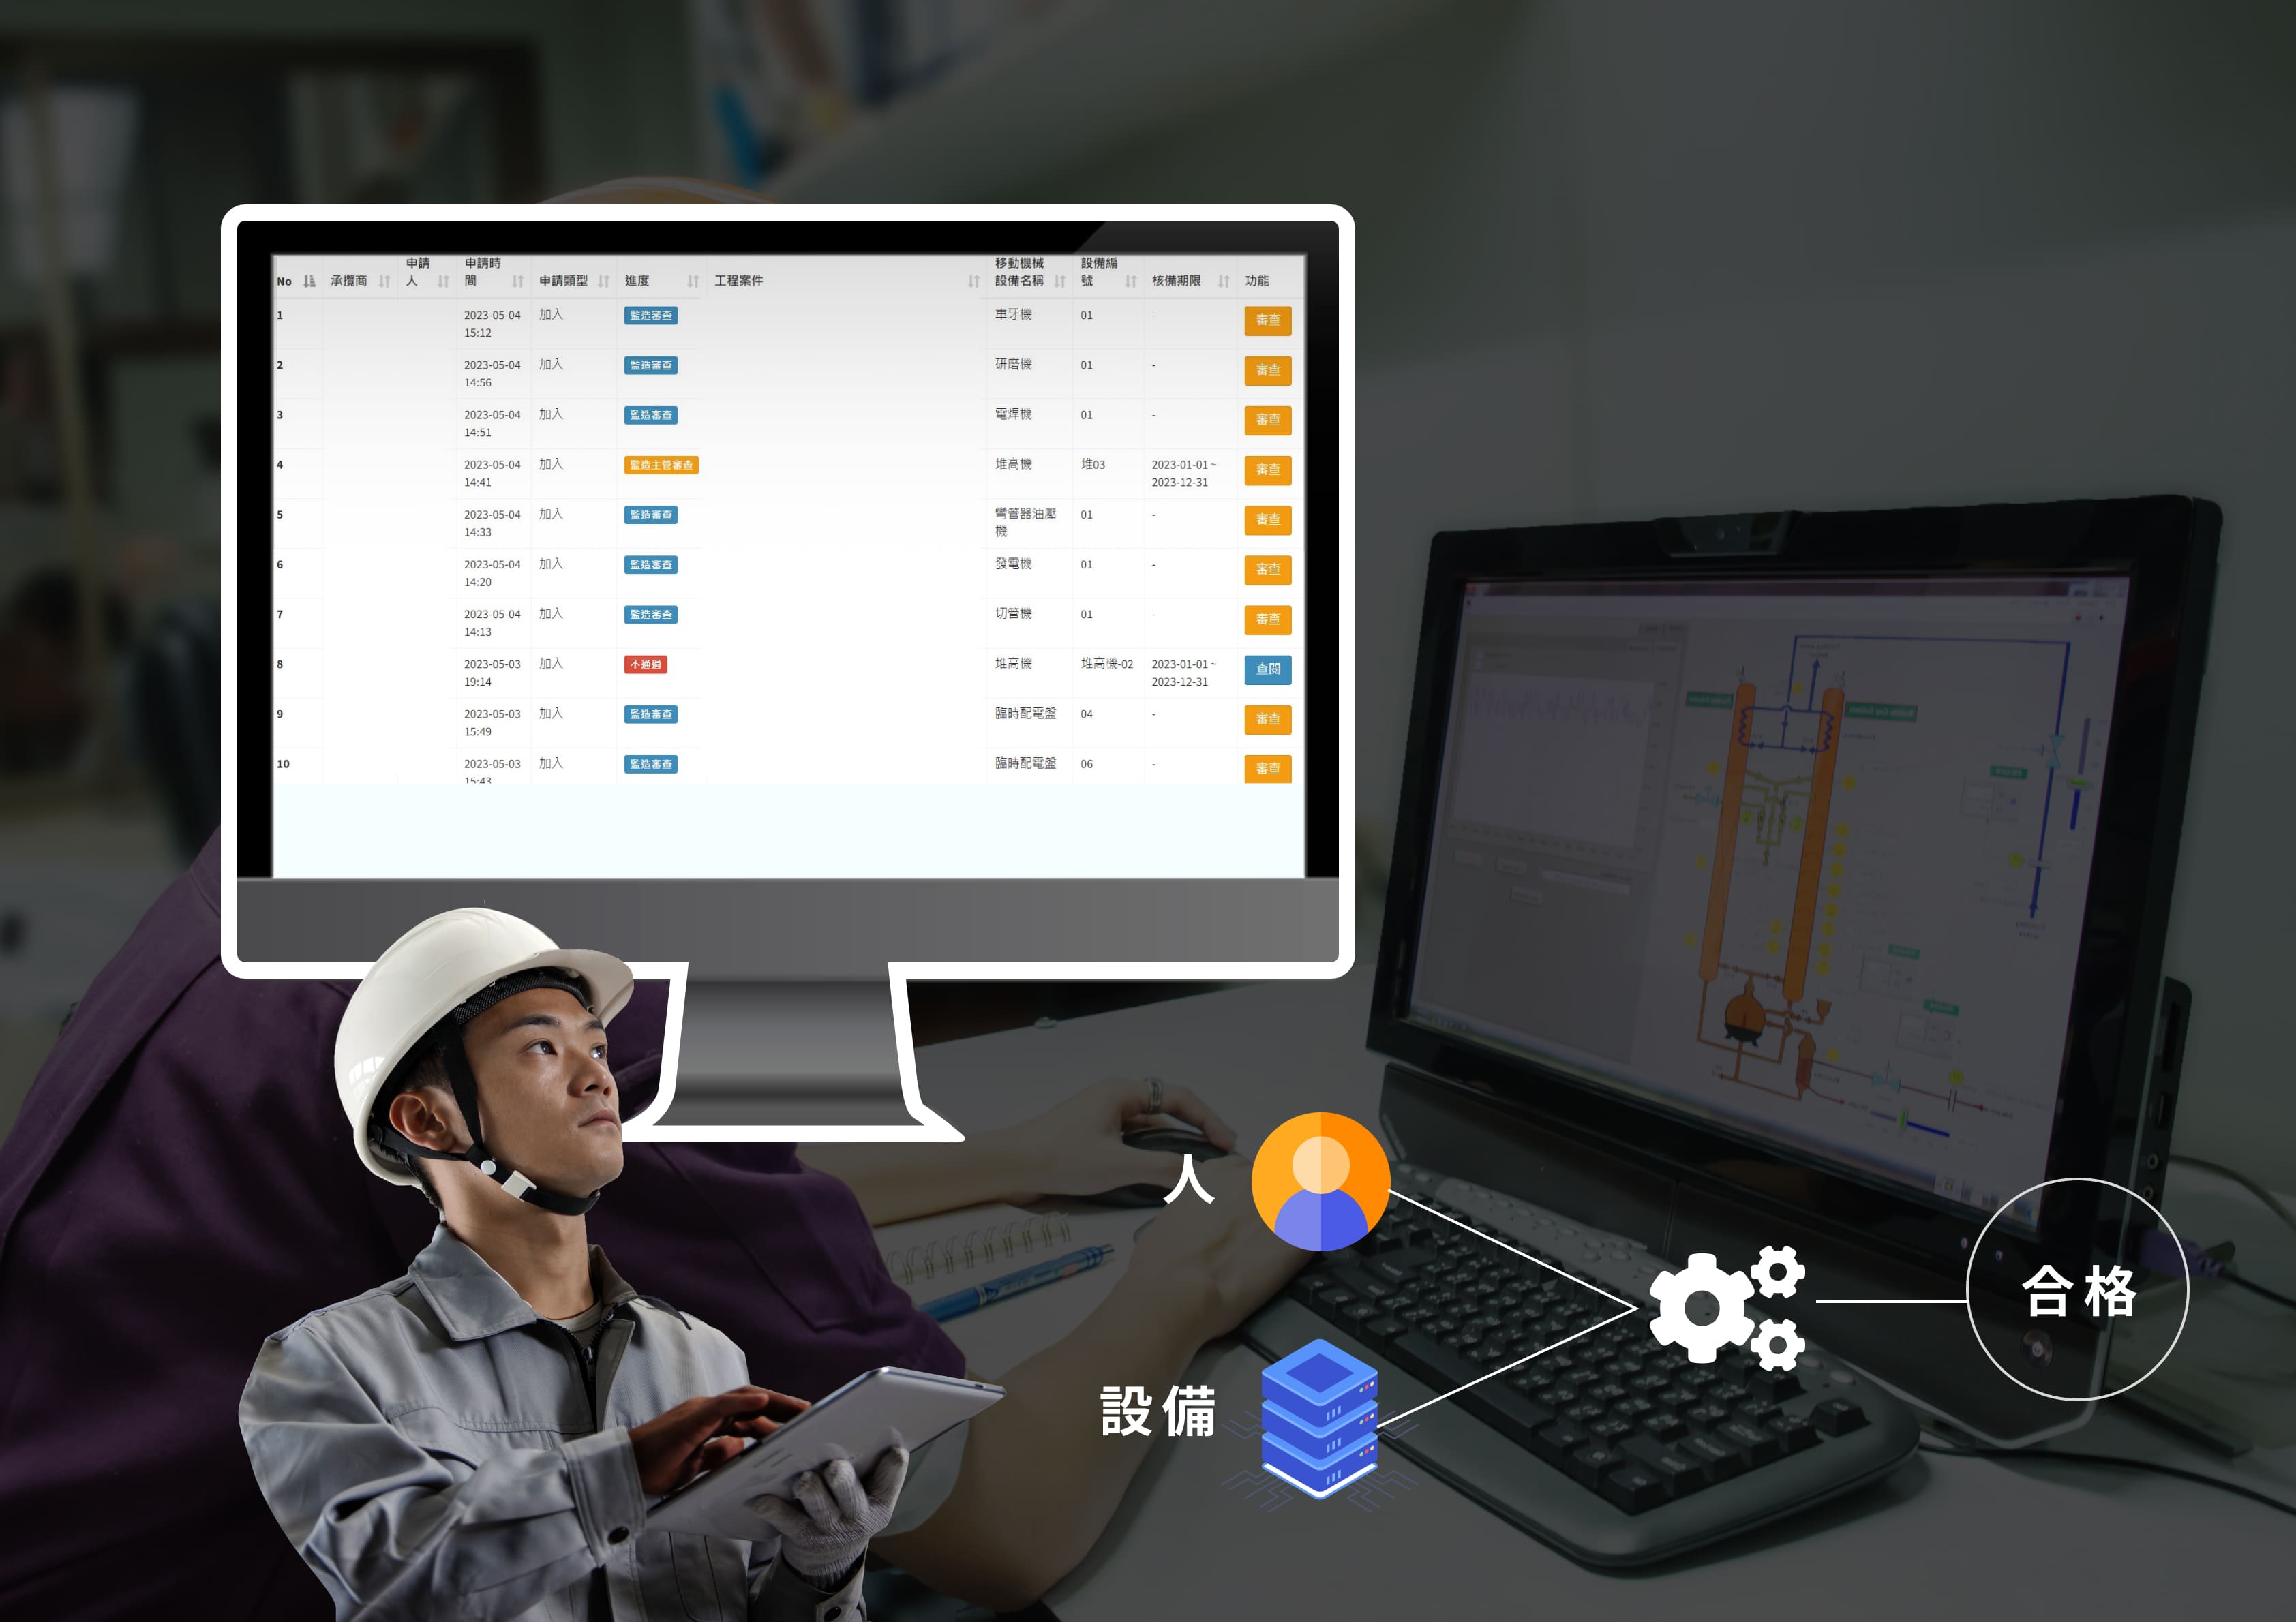 No 承攬商 申請人 申請時間 申請類型 進度 工程案件 移動機械設備名稱 設備編號 核備期限 功能
1 2023-05-04 15:12 加入 監造審查 車牙機 01 - 審查
2 2023-05-04 14:56 加入 監造審查 研磨機 01 - 審查
3 2023-05-04 14:51 加入 監造審查 電焊機 01 - 審查
4 2023-05-04 14:41 加入 監造主管審查 堆高機 堆03 2023-01-01 ~ 2023-12-31 審查
5 2023-05-04 14:33 加入 監造審查 彎管器油壓機 01 - 審查
6 2023-05-04 14:20 加入 監造審查 發電機 01 - 審查
7 2023-05-04 14:13 加入 監造審查 切管機 01 - 審查
8 2023-05-03 19:14 加入 不通過 堆高機 堆高機-02 2023-01-01 ~ 2023-12-31 查閱
9 2023-05-03 15:49 加入 監造審查 臨時配電盤 04 - 審查
10 2023-05-03 15:43 加入 監造審查 臨時配電盤 06 - 審查
人
設備
合格